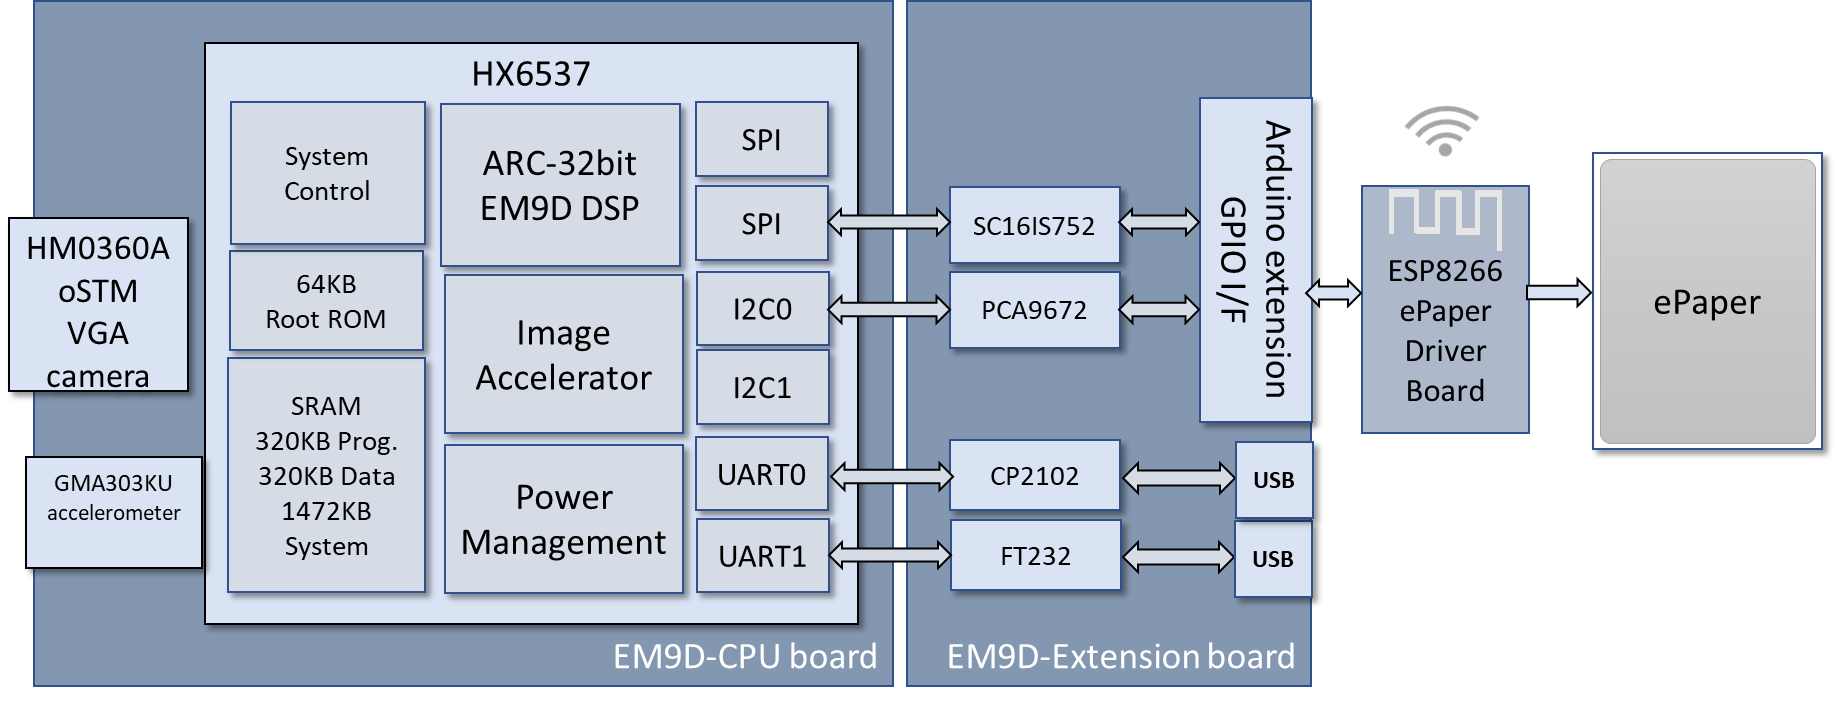 HX6537
System
Control
64KB
Root ROM
SRAM
320KB Prog.
320KB Data
1472KB
System
ARC-32bit
EM9D DSP
Image
Accelerator
Power
Management
SPI
SPI
I2C0
I2C1
UART0
UART1
HM0360A
oSTM
VGA
camera
GMA303KU
accelerometer
EM9D-CPU board
SC16IS752
PCA9672
CP2102
FT232
Arduino extension
GPIO I/F
USB
USB
EM9D-Extension board
ESP8266
ePaper
Driver
Board
ePaper